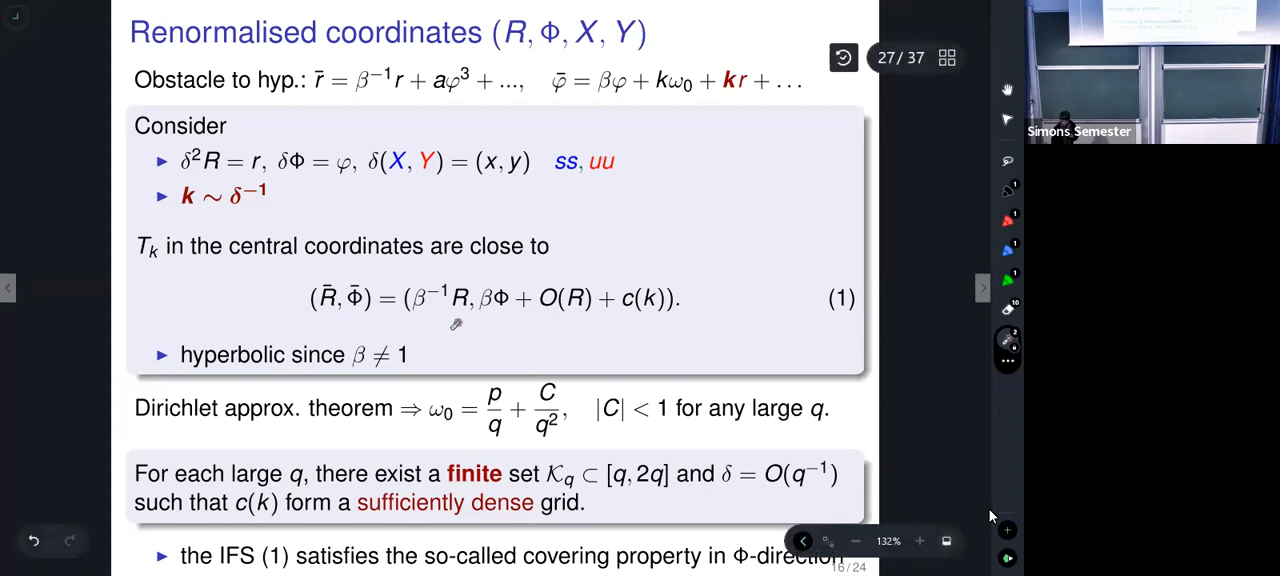 Renormalised coordinates (R, Φ, X, Y)
27/37
Obstacle to hyp.: r̄ = β⁻¹r + aφ³ + ..., φ̄ = βφ + kω₀ + kr + ...
Simons Semester
Consider
▸ δ²R = r, δΦ = φ, δ(X, Y) = (x, y) ss, uu
▸ k ∼ δ⁻¹
T_k in the central coordinates are close to
(R̄, Φ̄) = (β⁻¹R, βΦ + O(R) + c(k)). (1)
▸ hyperbolic since β ≠ 1
Dirichlet approx. theorem ⇒ ω₀ = p/q + C/q², |C| < 1 for any large q.
For each large q, there exist a finite set 𝒦_q ⊂ [q, 2q] and δ = O(q⁻¹)
such that c(k) form a sufficiently dense grid.
▸ the IFS (1) satisfies the so-called covering property in Φ-direction
132%
16/24